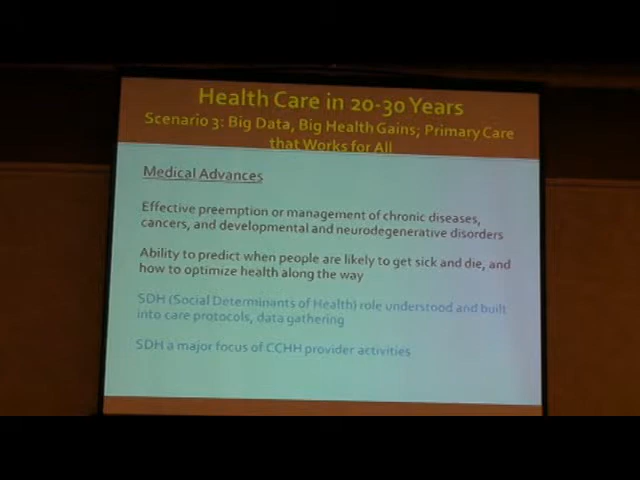 Health Care in 20-30 Years
Scenario 3: Big Data, Big Health Gains; Primary Care
that Works for All
Medical Advances
Effective preemption or management of chronic diseases,
cancers, and developmental and neurodegenerative disorders
Ability to predict when people are likely to get sick and die, and
how to optimize health along the way
SDH (Social Determinants of Health) role understood and built
into care protocols, data gathering
SDH a major focus of CCHH provider activities